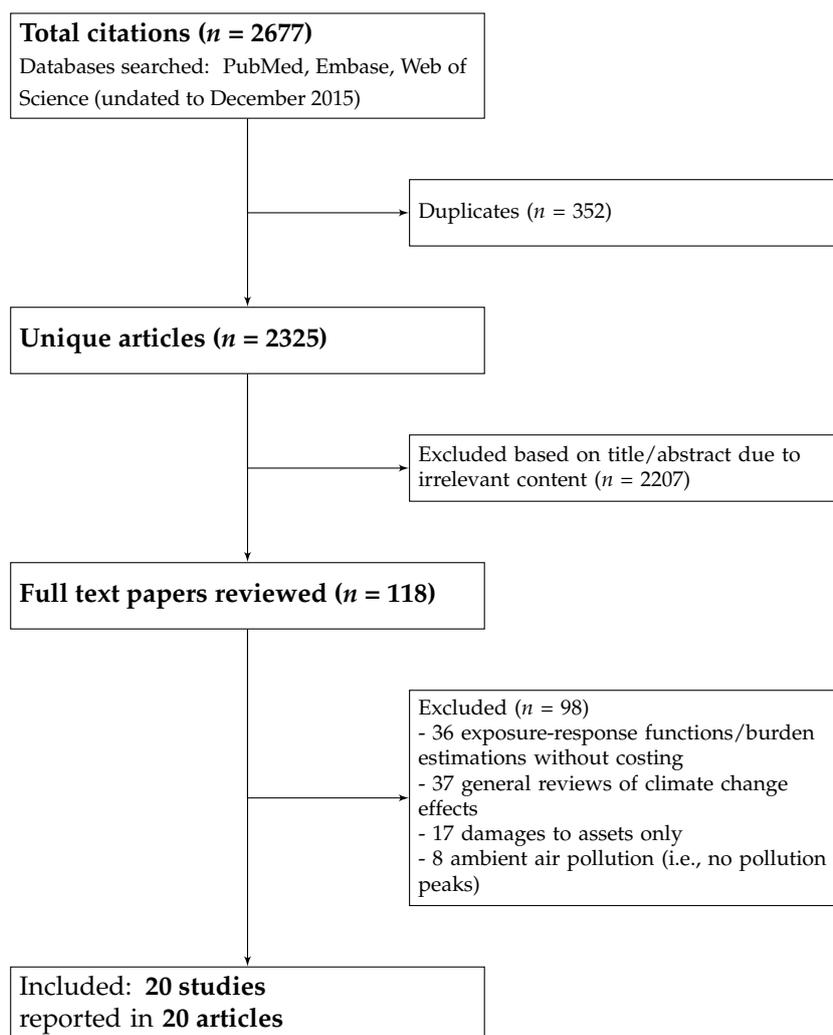 Total citations (n = 2677)
Databases searched: PubMed, Embase, Web of
Science (undated to December 2015)
Duplicates (n = 352)
Unique articles (n = 2325)
Excluded based on title/abstract due to
irrelevant content (n = 2207)
Full text papers reviewed (n = 118)
Excluded (n = 98)
- 36 exposure-response functions/burden
estimations without costing
- 37 general reviews of climate change
effects
- 17 damages to assets only
- 8 ambient air pollution (i.e., no pollution
peaks)
Included: 20 studies
reported in 20 articles